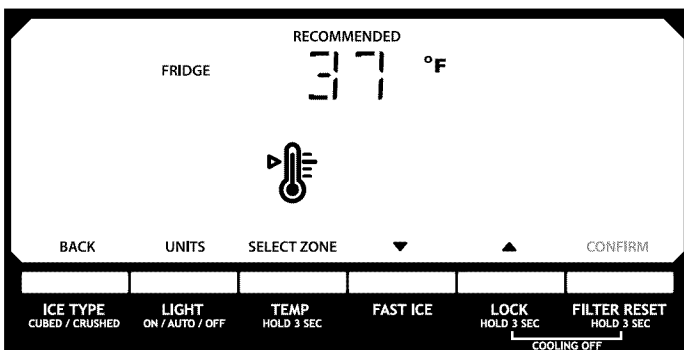 RECOMMENDED
FRIDGE 37 °F
BACK UNITS SELECT ZONE ▼ ▲ CONFIRM
ICE TYPE LIGHT TEMP FAST ICE LOCK FILTER RESET
CUBED / CRUSHED ON / AUTO / OFF HOLD 3 SEC HOLD 3 SEC HOLD 3 SEC
COOLING OFF